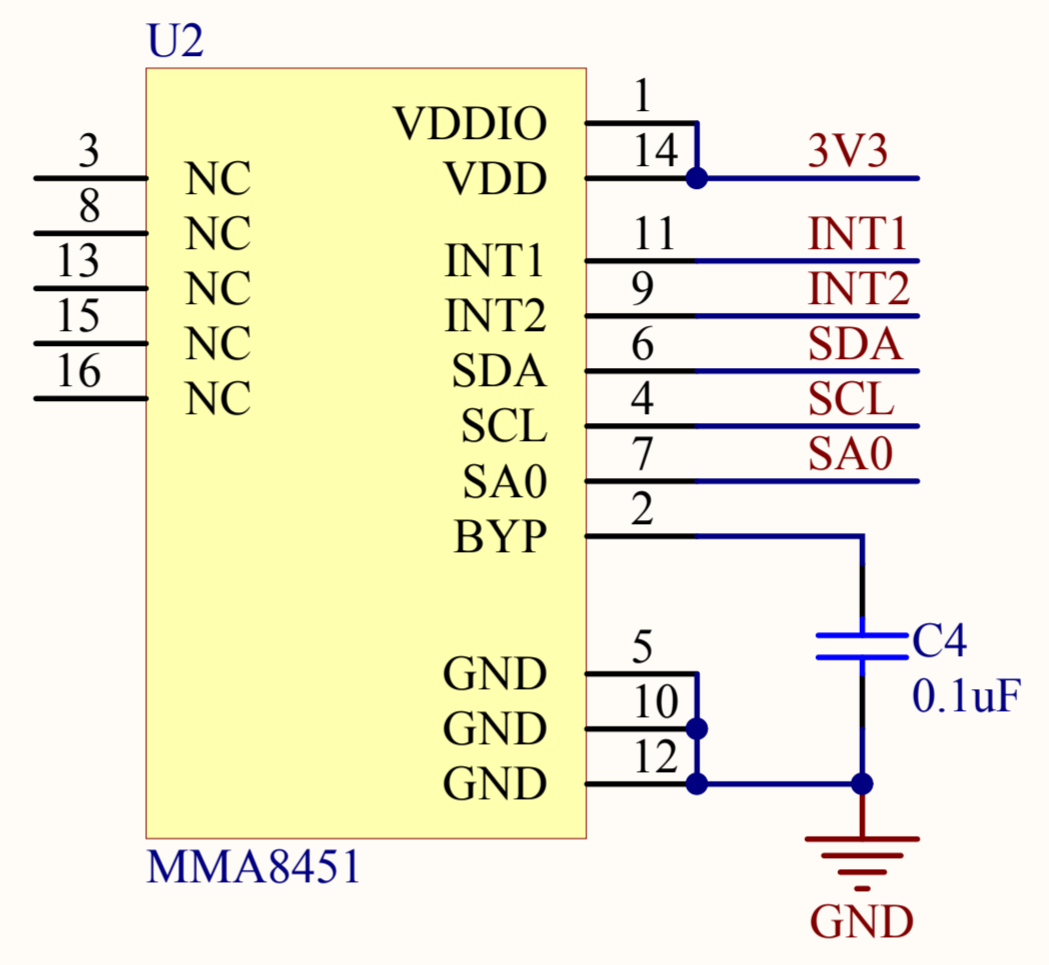 U2
VDDIO 1
3 14 3V3
NC VDD
8
NC 11 INT1
13 INT1
NC 9 INT2
15 INT2
NC 6 SDA
16 SDA
NC 4 SCL
SCL
7 SA0
SA0
2
BYP
C4
0.1uF
5
GND
10
GND
12
GND
MMA8451
GND